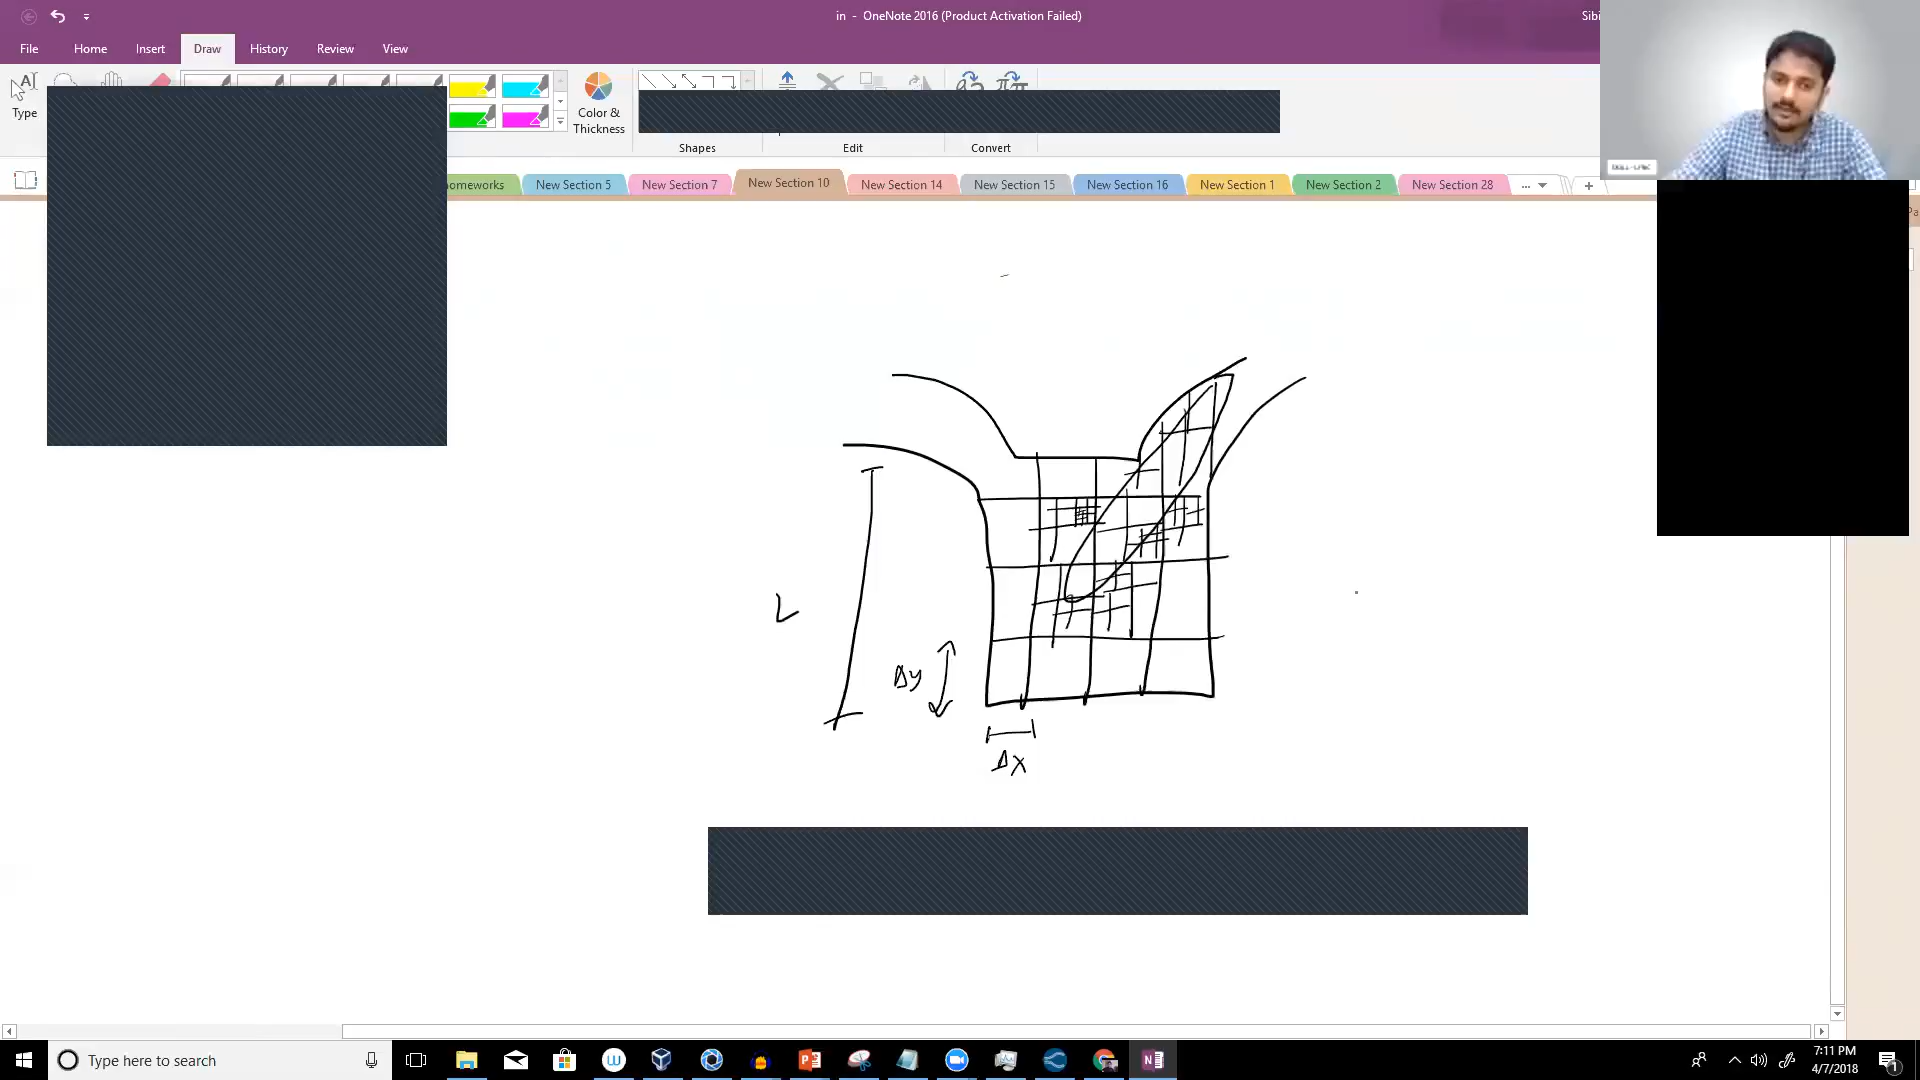 in - OneNote 2016 (Product Activation Failed)
Sibi
File Home Insert Draw History Review View
Type
Color & Thickness
Shapes
Edit
Convert
omeworks New Section 5 New Section 7 New Section 10 New Section 14 New Section 15 New Section 16 New Section 1 New Section 2 New Section 28 ...
Pa
L
Δy
Δx
Type here to search
7:11 PM
4/7/2018
1